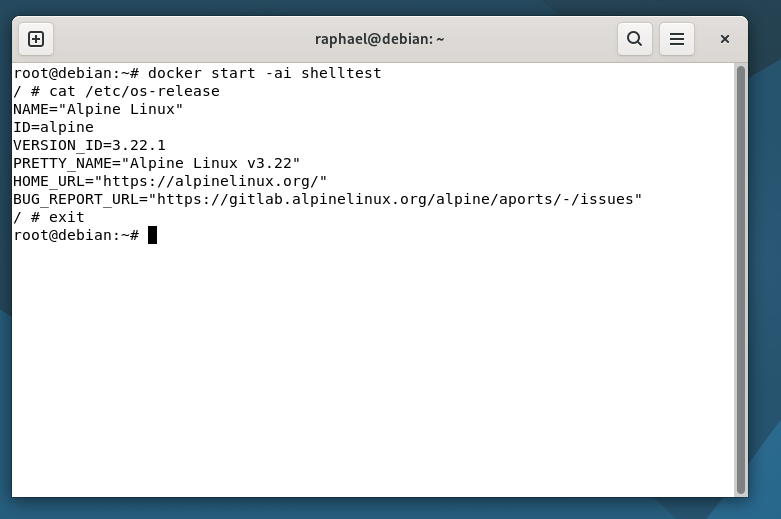 raphael@debian: ~
root@debian:~# docker start -ai shelltest
/ # cat /etc/os-release
NAME="Alpine Linux"
ID=alpine
VERSION_ID=3.22.1
PRETTY_NAME="Alpine Linux v3.22"
HOME_URL="https://alpinelinux.org/"
BUG_REPORT_URL="https://gitlab.alpinelinux.org/alpine/aports/-/issues"
/ # exit
root@debian:~#